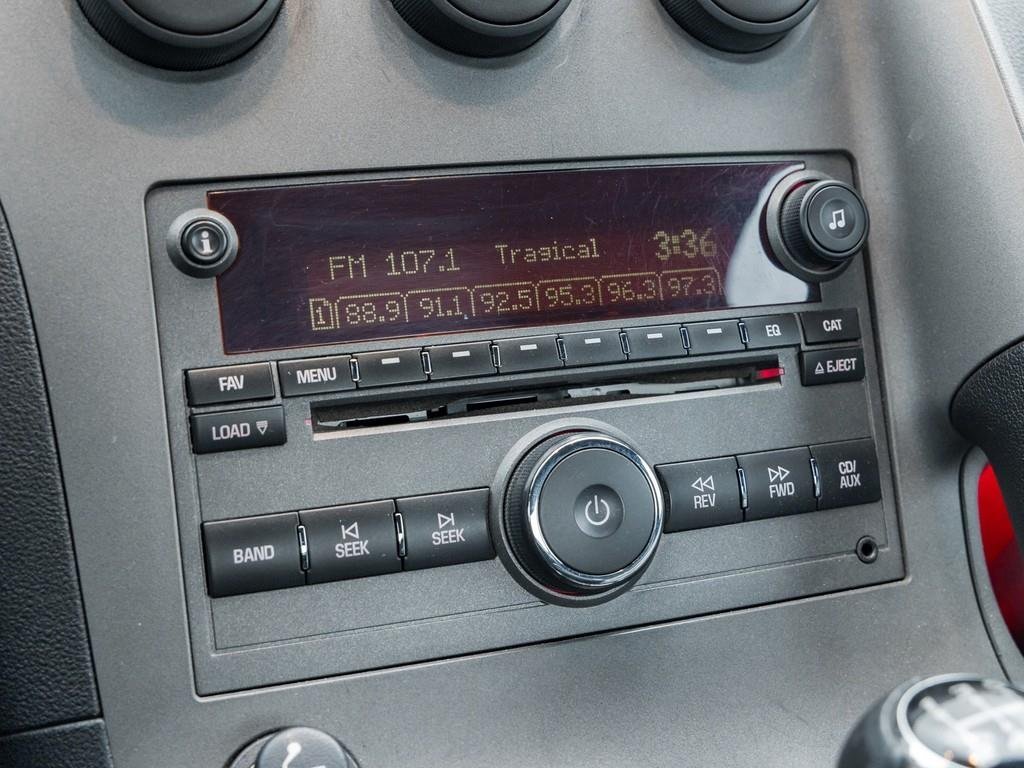 i
FM 107.1 Tragical 3:36
1 88.9 91.1 92.5 95.3 96.3 97.3
FAV MENU EQ CAT
LOAD EJECT
BAND SEEK SEEK REV FWD CD/
AUX